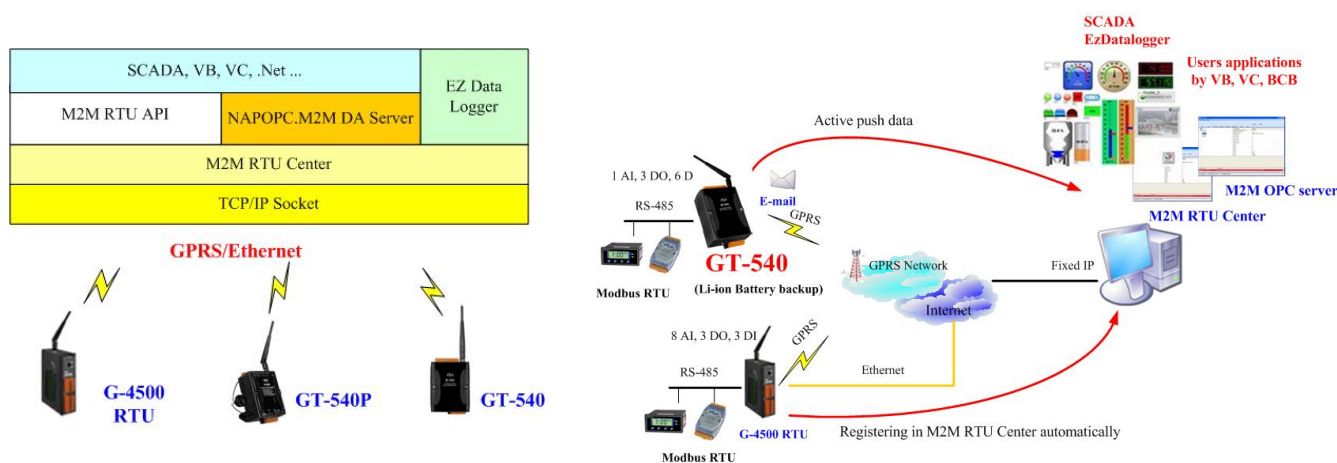 SCADA, VB, VC, .Net ...
EZ Data
Logger
M2M RTU API
NAPOPC.M2M DA Server
M2M RTU Center
TCP/IP Socket
GPRS/Ethernet
G-4500
RTU
GT-540P
GT-540
SCADA
EzDatalogger
Users applications
by VB, VC, BCB
Active push data
1 AI, 3 DO, 6 D
E-mail
RS-485
GPRS
M2M OPC server
M2M RTU Center
GT-540
(Li-ion Battery backup)
Modbus RTU
GPRS Network
Fixed IP
Internet
8 AI, 3 DO, 3 DI
GPRS
RS-485
Ethernet
G-4500 RTU
Registering in M2M RTU Center automatically
Modbus RTU